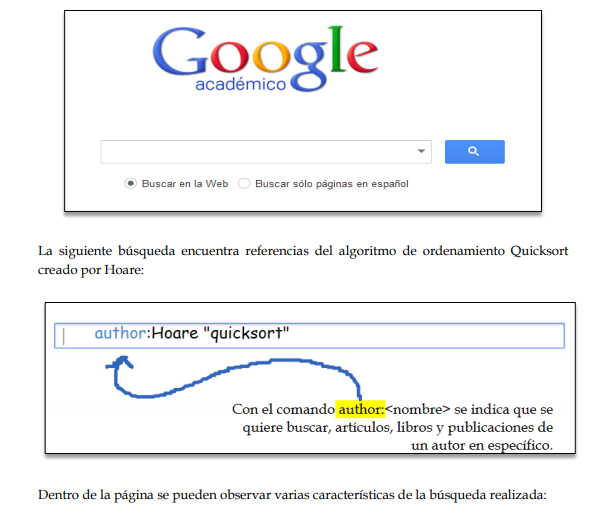 Google
académico
Buscar en la Web Buscar sólo páginas en español
La siguiente búsqueda encuentra referencias del algoritmo de ordenamiento Quicksort
creado por Hoare:
author:Hoare "quicksort"
Con el comando author:<nombre> se indica que se
quiere buscar, artículos, libros y publicaciones de
un autor en específico.
Dentro de la página se pueden observar varias características de la búsqueda realizada: